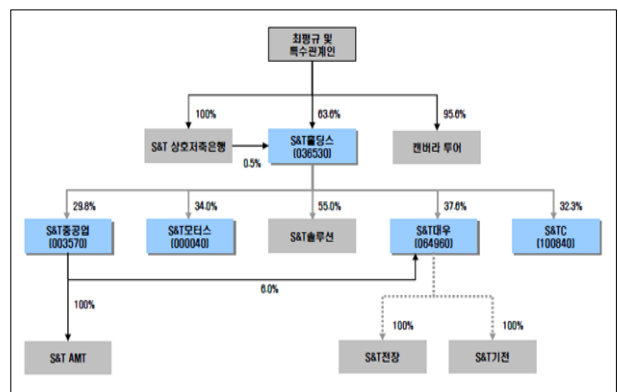 최평규 및
특수관계인
100%
63.6%
95.6%
S&T 상호저축은행
0.5%
S&T홀딩스
(036530)
캔버라 투어
29.8%
34.0%
55.0%
37.6%
32.3%
S&T중공업
(003570)
S&T모터스
(000040)
S&T솔루션
S&T대우
(064960)
S&TC
(100840)
6.0%
100%
100%
100%
S&T AMT
S&T전장
S&T기전